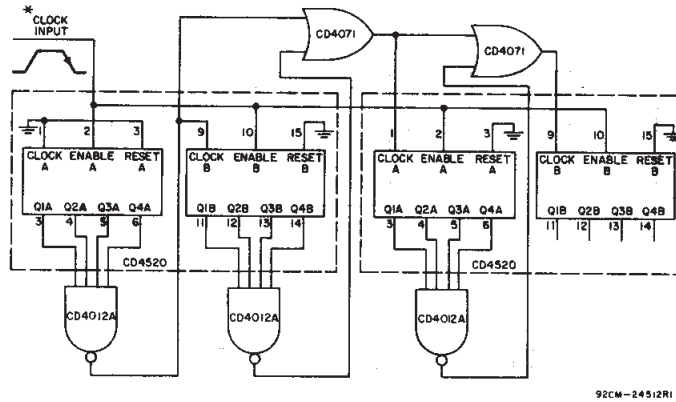 *
CLOCK
INPUT
CD4071
CD4071
1 2 3
9 10 15
1 2 3
9 10 15
CLOCK A ENABLE A RESET A
CLOCK B ENABLE B RESET B
CLOCK A ENABLE A RESET A
CLOCK B ENABLE B RESET B
Q1A Q2A Q3A Q4A
Q1B Q2B Q3B Q4B
Q1A Q2A Q3A Q4A
Q1B Q2B Q3B Q4B
3 4 5 6
11 12 13 14
3 4 5 6
11 12 13 14
CD4520
CD4520
CD4012A
CD4012A
CD4012A
92CM-24512R1